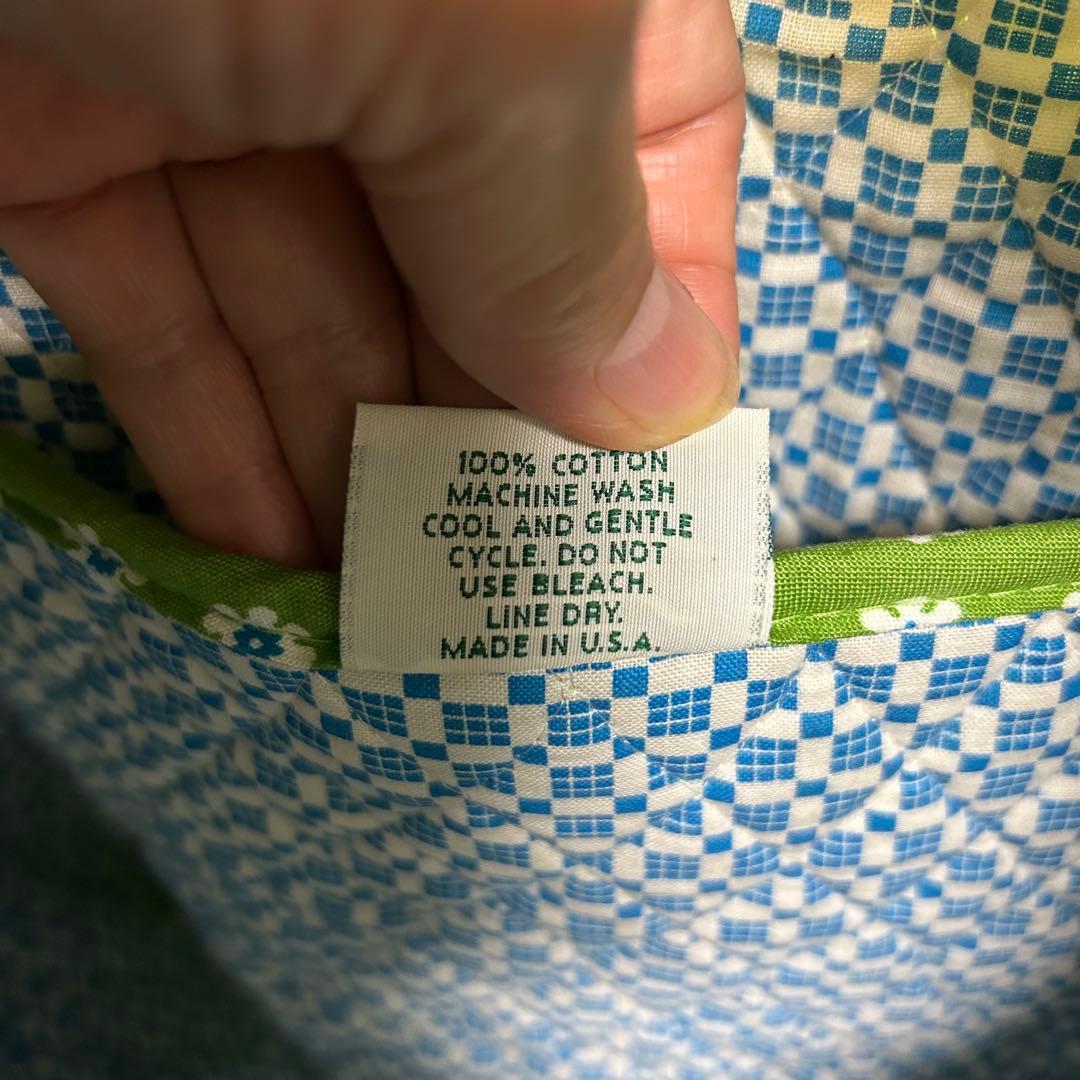 100% COTTON
MACHINE WASH
COOL AND GENTLE
CYCLE. DO NOT
USE BLEACH.
LINE DRY.
MADE IN U.S.A.